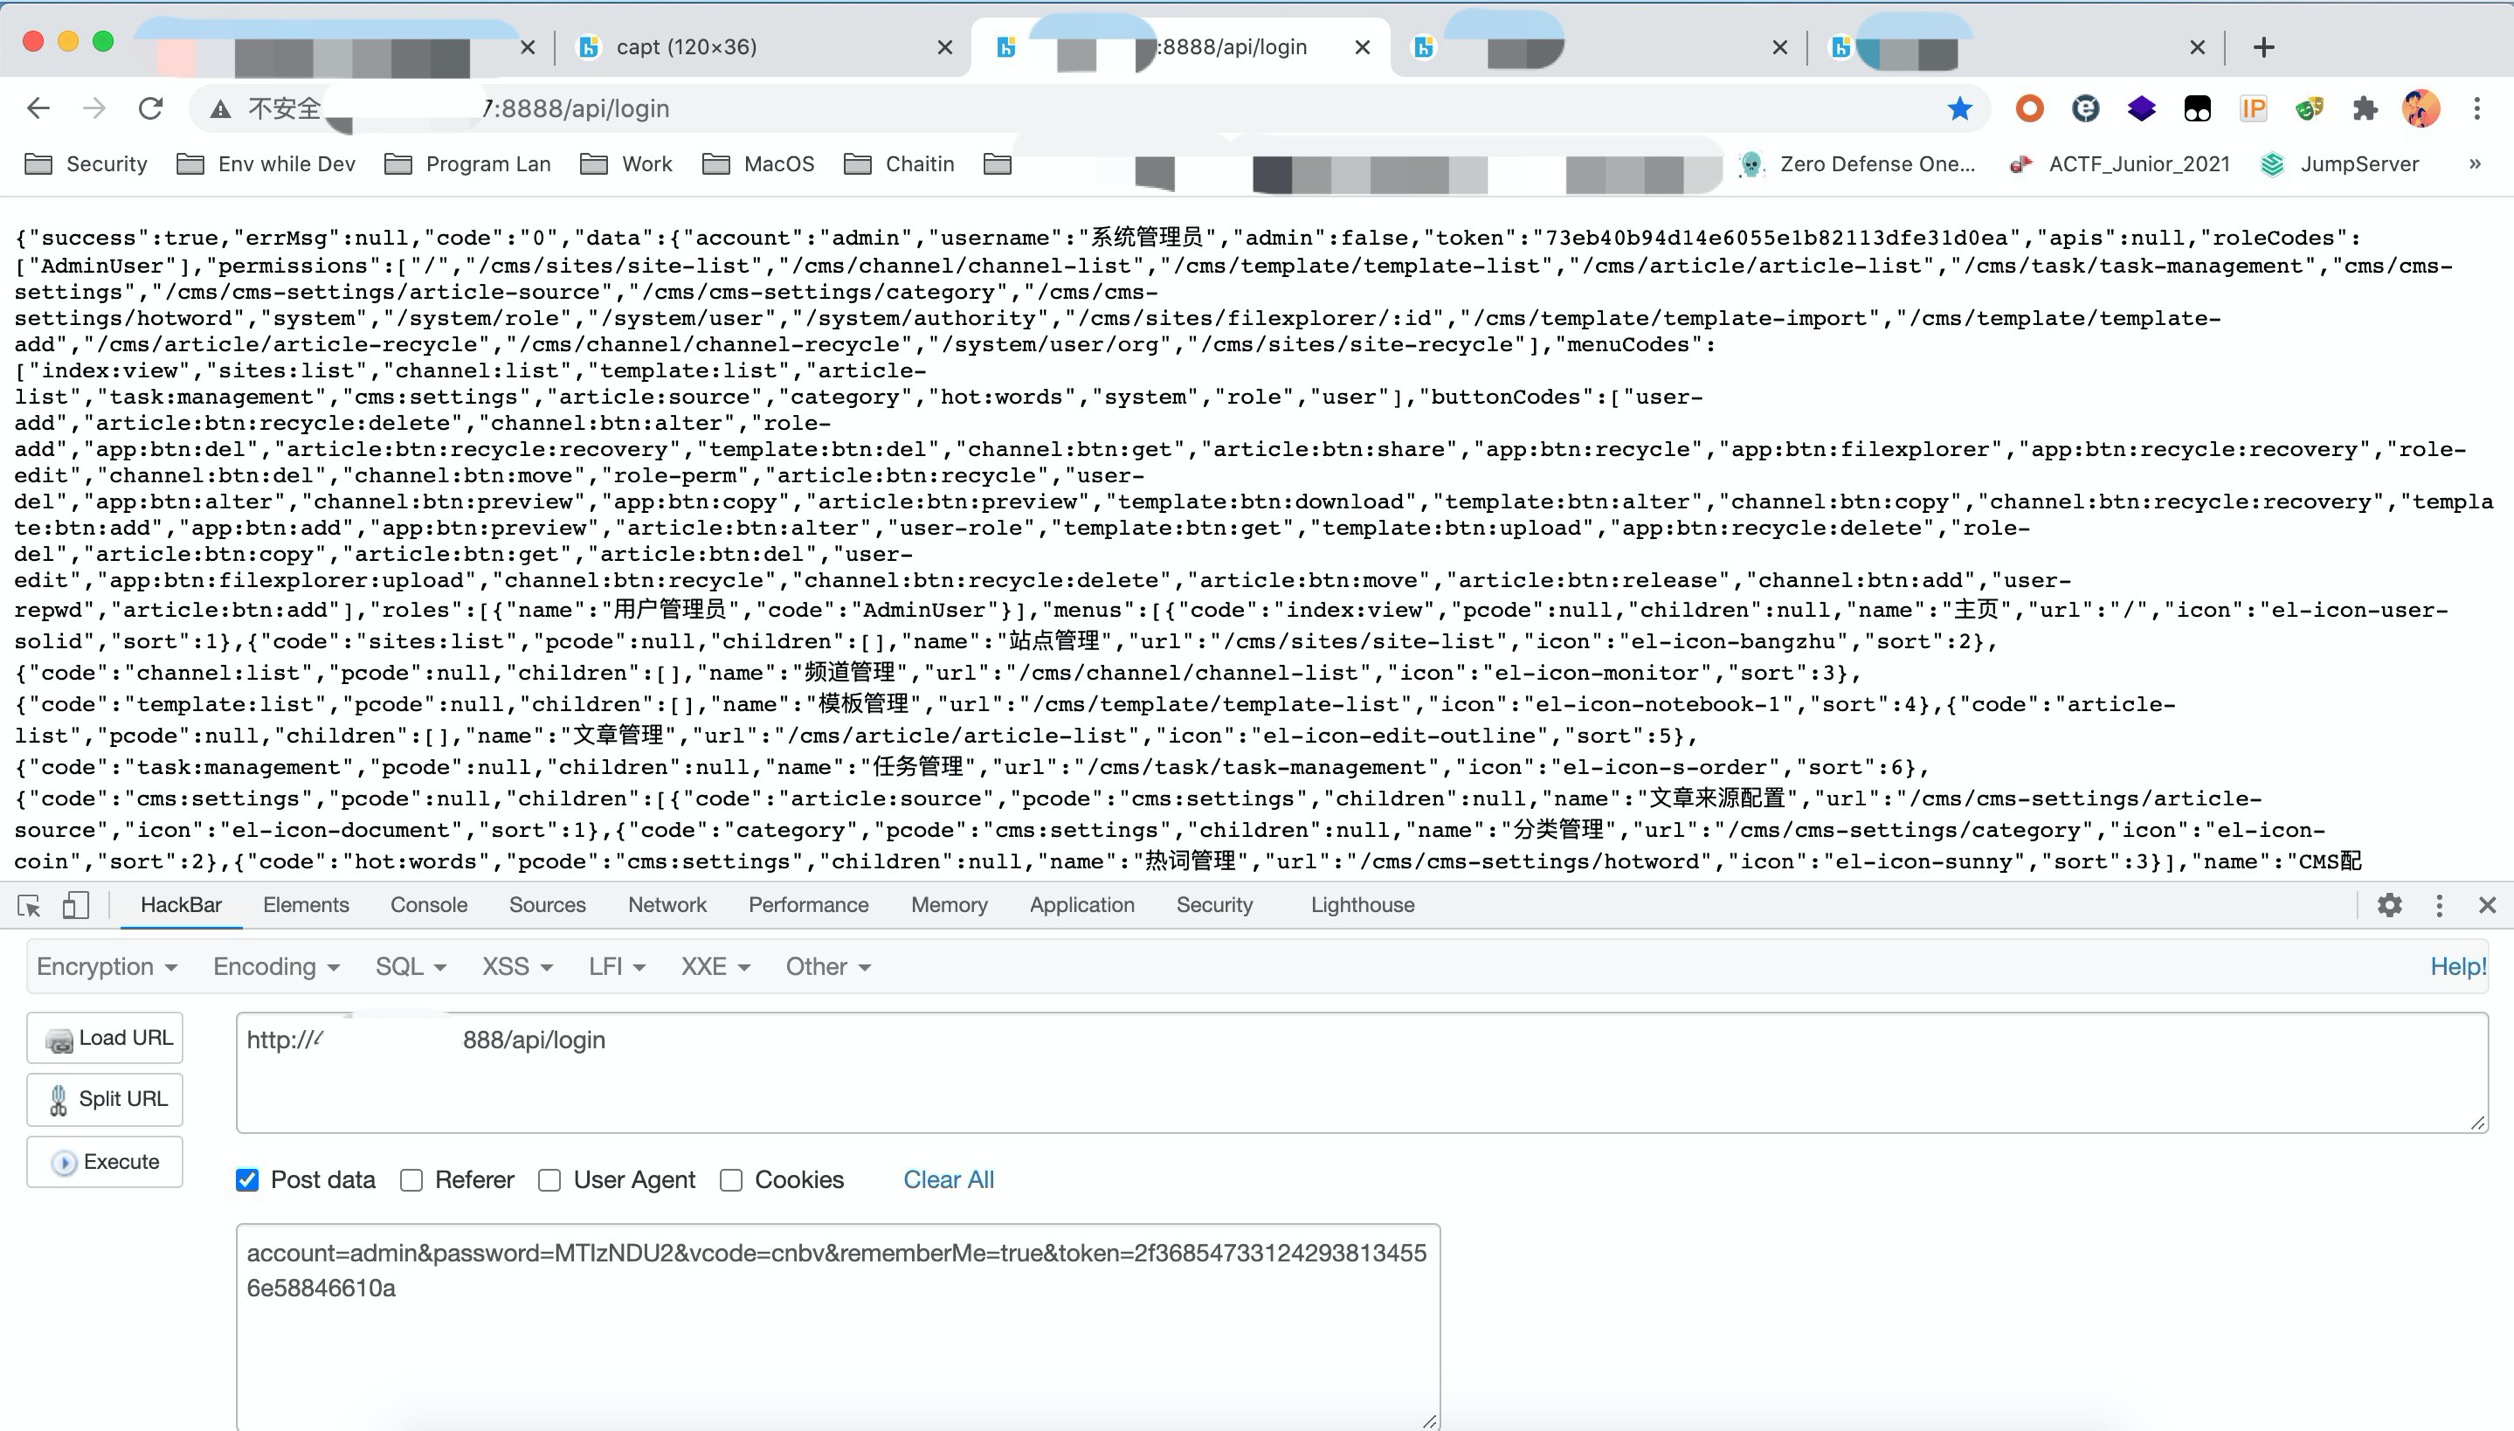 capt (120×36)
:8888/api/login
不安全 7:8888/api/login
IP
Security Env while Dev Program Lan Work MacOS Chaitin Zero Defense One... ACTF_Junior_2021 JumpServer »
{"success":true,"errMsg":null,"code":"0","data":{"account":"admin","username":"系统管理员","admin":false,"token":"73eb40b94d14e6055e1b82113dfe31d0ea","apis":null,"roleCodes":
["AdminUser"],"permissions":["/","/cms/sites/site-list","/cms/channel/channel-list","/cms/template/template-list","/cms/article/article-list","/cms/task/task-management","cms/cms-
settings","/cms/cms-settings/article-source","/cms/cms-settings/category","/cms/cms-
settings/hotword","system","/system/role","/system/user","/system/authority","/cms/sites/filexplorer/:id","/cms/template/template-import","/cms/template/template-
add","/cms/article/article-recycle","/cms/channel/channel-recycle","/system/user/org","/cms/sites/site-recycle"],"menuCodes":
["index:view","sites:list","channel:list","template:list","article-
list","task:management","cms:settings","article:source","category","hot:words","system","role","user"],"buttonCodes":["user-
add","article:btn:recycle:delete","channel:btn:alter","role-
add","app:btn:del","article:btn:recycle:recovery","template:btn:del","channel:btn:get","article:btn:share","app:btn:recycle","app:btn:filexplorer","app:btn:recycle:recovery","role-
edit","channel:btn:del","channel:btn:move","role-perm","article:btn:recycle","user-
del","app:btn:alter","channel:btn:preview","app:btn:copy","article:btn:preview","template:btn:download","template:btn:alter","channel:btn:copy","channel:btn:recycle:recovery","templa
te:btn:add","app:btn:add","app:btn:preview","article:btn:alter","user-role","template:btn:get","template:btn:upload","app:btn:recycle:delete","role-
del","article:btn:copy","article:btn:get","article:btn:del","user-
edit","app:btn:filexplorer:upload","channel:btn:recycle","channel:btn:recycle:delete","article:btn:move","article:btn:release","channel:btn:add","user-
repwd","article:btn:add"],"roles":[{"name":"用户管理员","code":"AdminUser"}],"menus":[{"code":"index:view","pcode":null,"children":null,"name":"主页","url":"/","icon":"el-icon-user-
solid","sort":1},{"code":"sites:list","pcode":null,"children":[],"name":"站点管理","url":"/cms/sites/site-list","icon":"el-icon-bangzhu","sort":2},
{"code":"channel:list","pcode":null,"children":[],"name":"频道管理","url":"/cms/channel/channel-list","icon":"el-icon-monitor","sort":3},
{"code":"template:list","pcode":null,"children":[],"name":"模板管理","url":"/cms/template/template-list","icon":"el-icon-notebook-1","sort":4},{"code":"article-
list","pcode":null,"children":[],"name":"文章管理","url":"/cms/article/article-list","icon":"el-icon-edit-outline","sort":5},
{"code":"task:management","pcode":null,"children":null,"name":"任务管理","url":"/cms/task/task-management","icon":"el-icon-s-order","sort":6},
{"code":"cms:settings","pcode":null,"children":[{"code":"article:source","pcode":"cms:settings","children":null,"name":"文章来源配置","url":"/cms/cms-settings/article-
source","icon":"el-icon-document","sort":1},{"code":"category","pcode":"cms:settings","children":null,"name":"分类管理","url":"/cms/cms-settings/category","icon":"el-icon-
coin","sort":2},{"code":"hot:words","pcode":"cms:settings","children":null,"name":"热词管理","url":"/cms/cms-settings/hotword","icon":"el-icon-sunny","sort":3}],"name":"CMS配
HackBar Elements Console Sources Network Performance Memory Application Security Lighthouse
Encryption Encoding SQL XSS LFI XXE Other Help!
Load URL
http:// 888/api/login
Split URL
Execute
Post data Referer User Agent Cookies Clear All
account=admin&password=MTIzNDU2&vcode=cnbv&rememberMe=true&token=2f36854733124293813455
6e58846610a